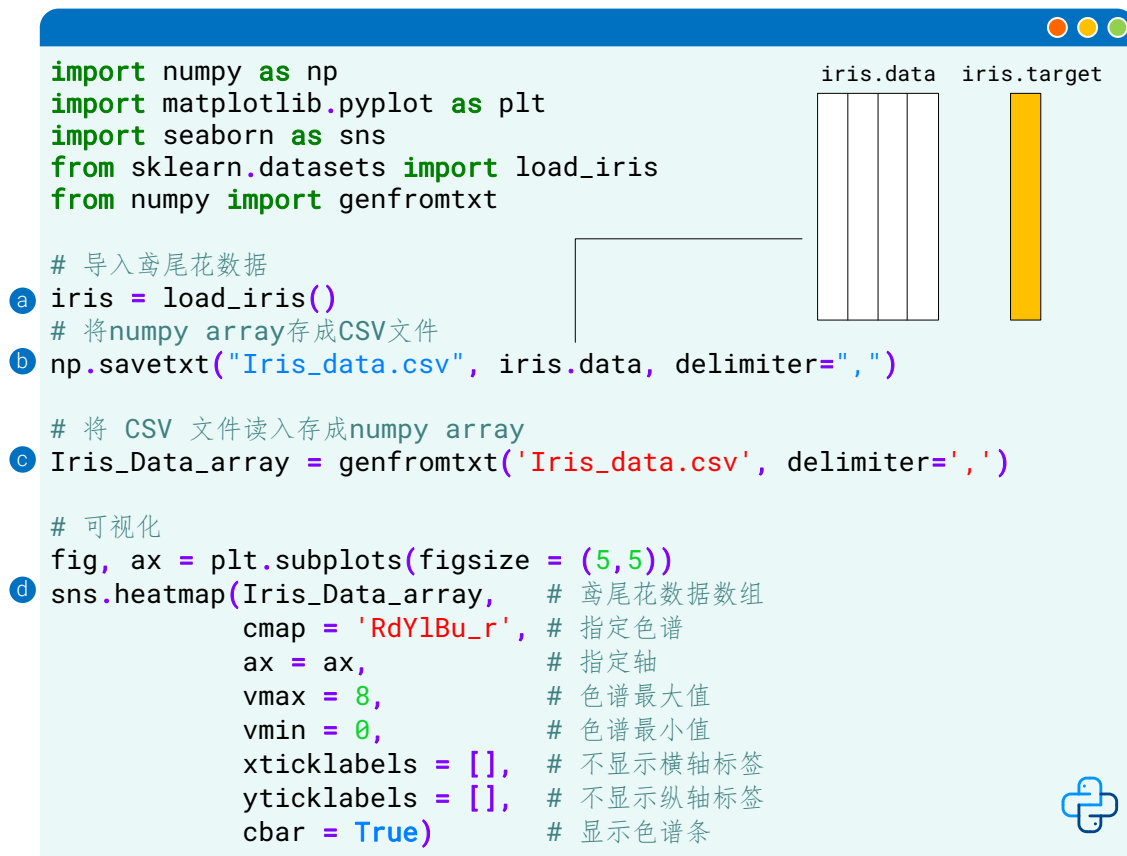 import numpy as np
import matplotlib.pyplot as plt
import seaborn as sns
from sklearn.datasets import load_iris
from numpy import genfromtxt
iris.data iris.target
# 导入鸢尾花数据
a iris = load_iris()
# 将numpy array存成CSV文件
b np.savetxt("Iris_data.csv", iris.data, delimiter=",")
# 将 CSV 文件读入存成numpy array
c Iris_Data_array = genfromtxt('Iris_data.csv', delimiter=',')
# 可视化
fig, ax = plt.subplots(figsize = (5,5))
d sns.heatmap(Iris_Data_array, # 鸢尾花数据数组
cmap = 'RdYlBu_r', # 指定色谱
ax = ax, # 指定轴
vmax = 8, # 色谱最大值
vmin = 0, # 色谱最小值
xticklabels = [], # 不显示横轴标签
yticklabels = [], # 不显示纵轴标签
cbar = True) # 显示色谱条